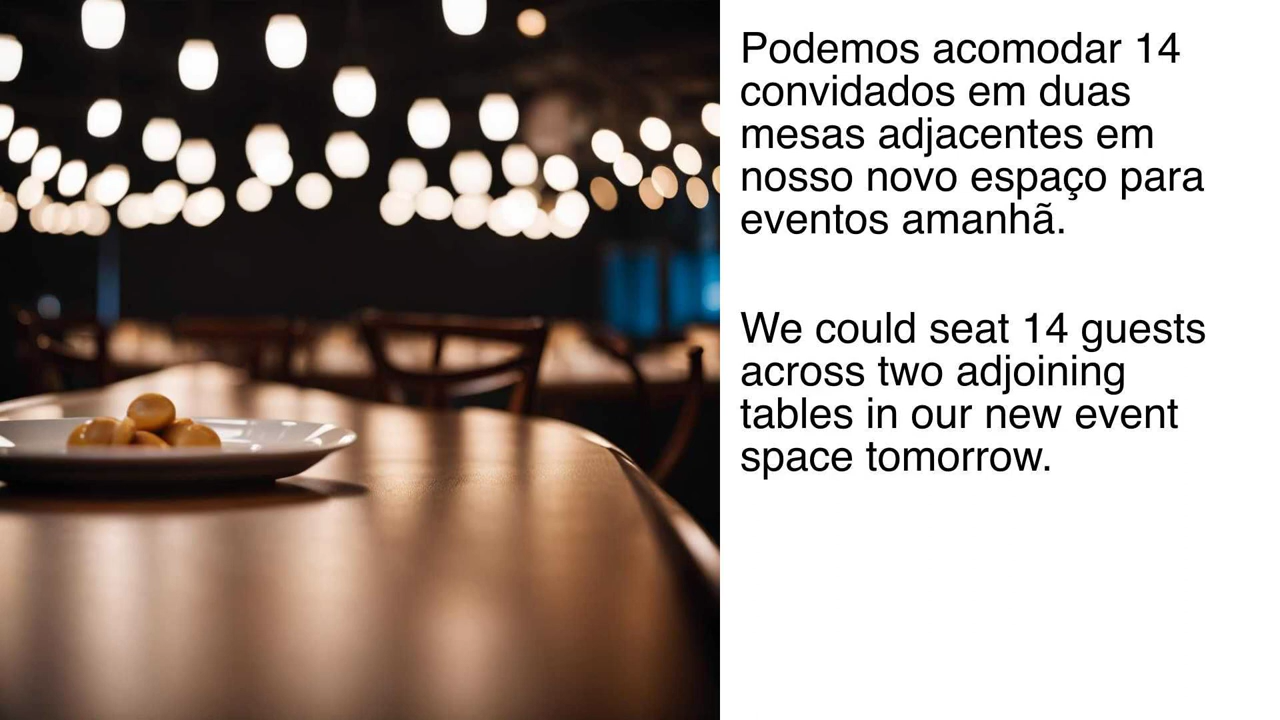 Podemos acomodar 14
convidados em duas
mesas adjacentes em
nosso novo espaço para
eventos amanhã.
We could seat 14 guests
across two adjoining
tables in our new event
space tomorrow.